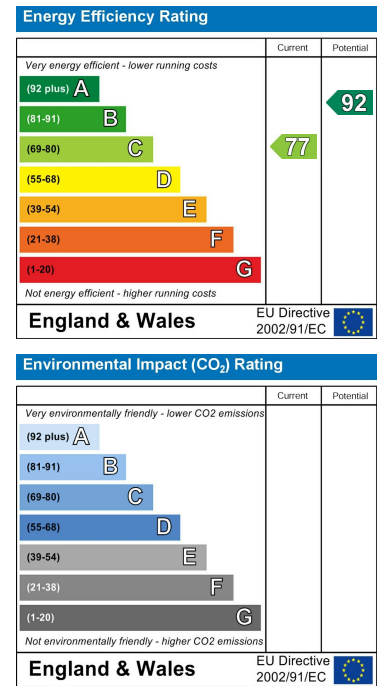 Energy Efficiency Rating
Current Potential
Very energy efficient - lower running costs
(92 plus) A
92
(81-91) B
(69-80) C 77
(55-68) D
(39-54) E
(21-38) F
(1-20) G
Not energy efficient - higher running costs
England & Wales EU Directive
2002/91/EC
Environmental Impact (CO₂) Rating
Current Potential
Very environmentally friendly - lower CO2 emissions
(92 plus) A
(81-91) B
(69-80) C
(55-68) D
(39-54) E
(21-38) F
(1-20) G
Not environmentally friendly - higher CO2 emissions
England & Wales EU Directive
2002/91/EC